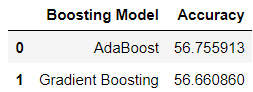 Boosting Model Accuracy
0 AdaBoost 56.755913
1 Gradient Boosting 56.660860